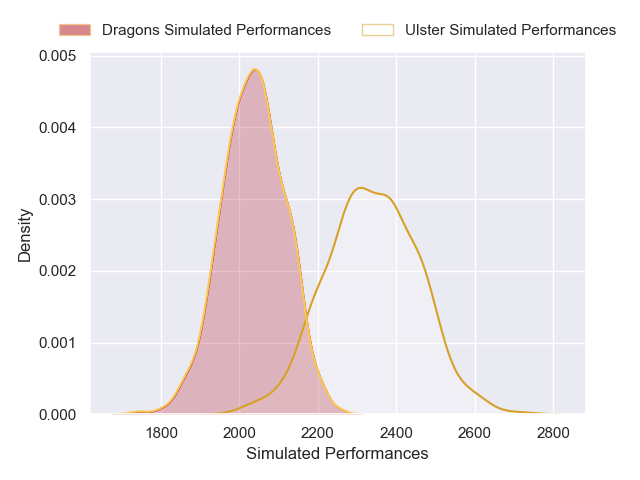 Dragons Simulated Performances Ulster Simulated Performances
0.005
0.004
0.003
0.002
0.001
0.000
Density
1800 2000 2200 2400 2600 2800
Simulated Performances